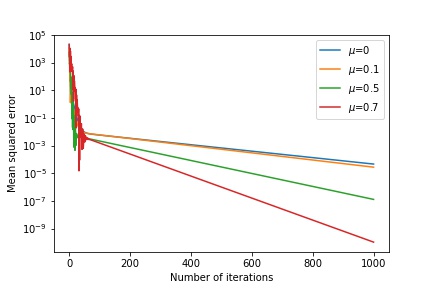 10^5
10^3
10^1
10^-1
10^-3
10^-5
10^-7
10^-9
Mean squared error
μ=0
μ=0.1
μ=0.5
μ=0.7
0 200 400 600 800 1000
Number of iterations